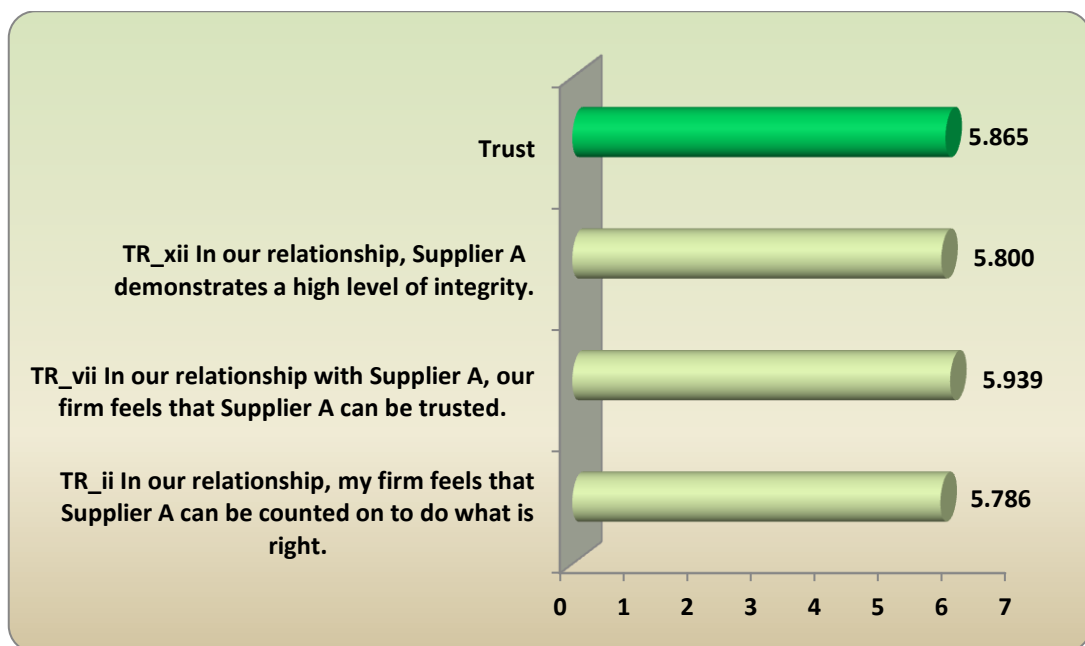 Trust
5.865
TR_xii In our relationship, Supplier A
demonstrates a high level of integrity.
5.800
TR_vii In our relationship with Supplier A, our
firm feels that Supplier A can be trusted.
5.939
TR_ii In our relationship, my firm feels that
Supplier A can be counted on to do what is
right.
5.786
0 1 2 3 4 5 6 7